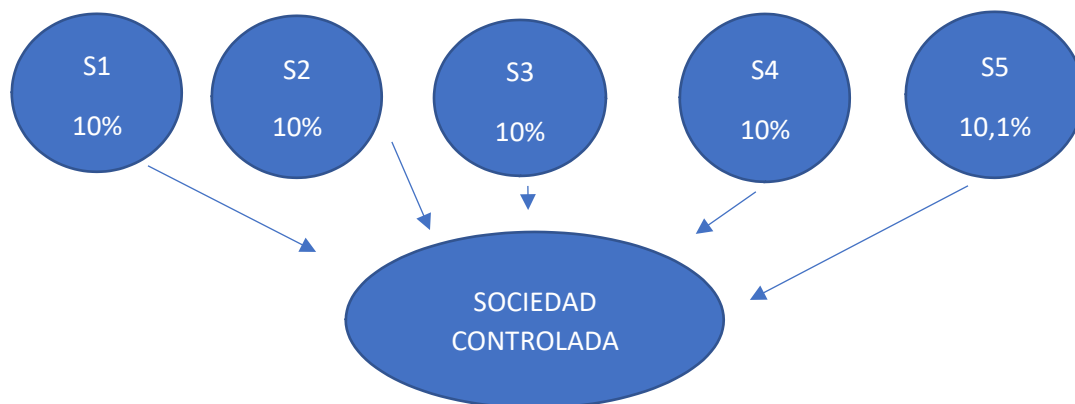 S1
10%
S2
10%
S3
10%
S4
10%
S5
10,1%
SOCIEDAD
CONTROLADA